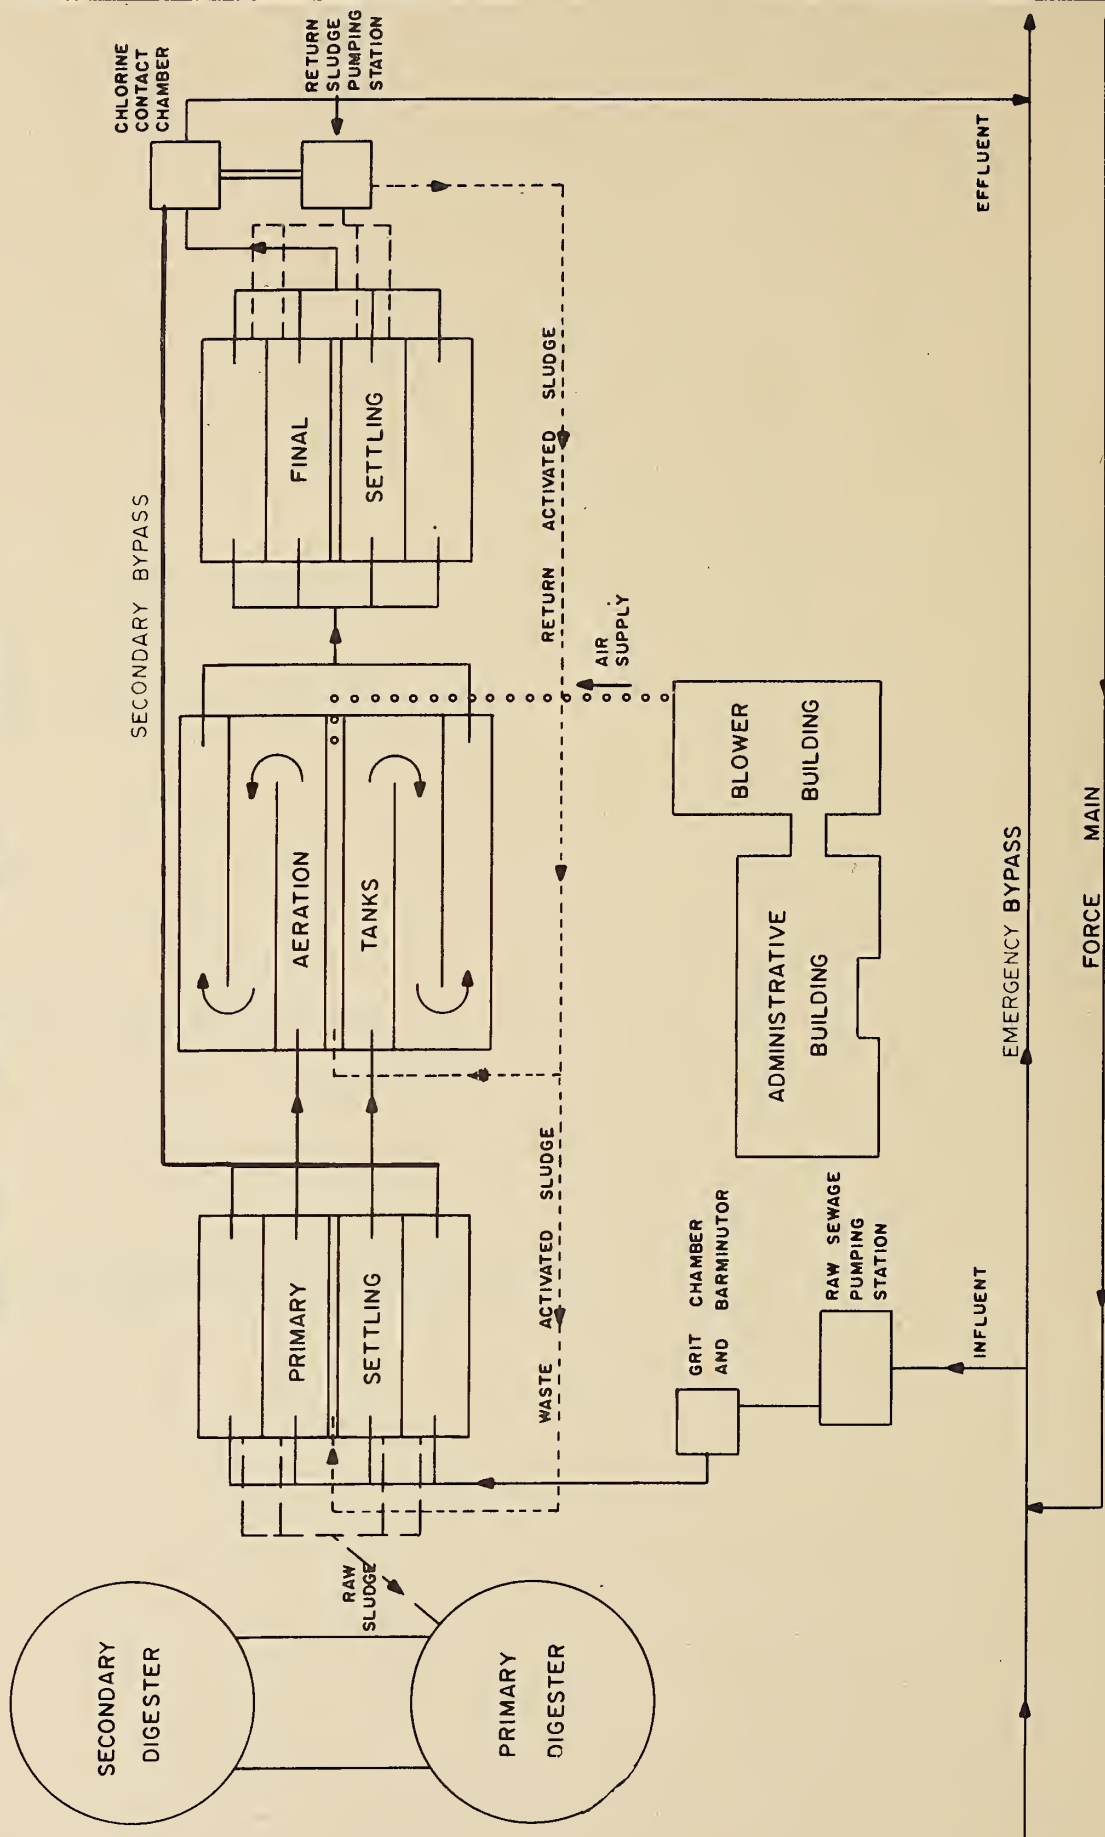 CHLORINE
CONTACT
CHAMBER
RETURN
SLUDGE
PUMPING
STATION
EFFLUENT
SECONDARY BYPASS
FINAL
SETTLING
RETURN ACTIVATED SLUDGE
AIR
SUPPLY
AERATION
TANKS
BLOWER
BUILDING
ADMINISTRATIVE
BUILDING
EMERGENCY BYPASS
FORCE MAIN
PRIMARY
SETTLING
WASTE ACTIVATED SLUDGE
GRIT CHAMBER
AND BARMINUTOR
RAW SEWAGE
PUMPING
STATION
INFLUENT
RAW
SLUDGE
SECONDARY
DIGESTER
PRIMARY
DIGESTER